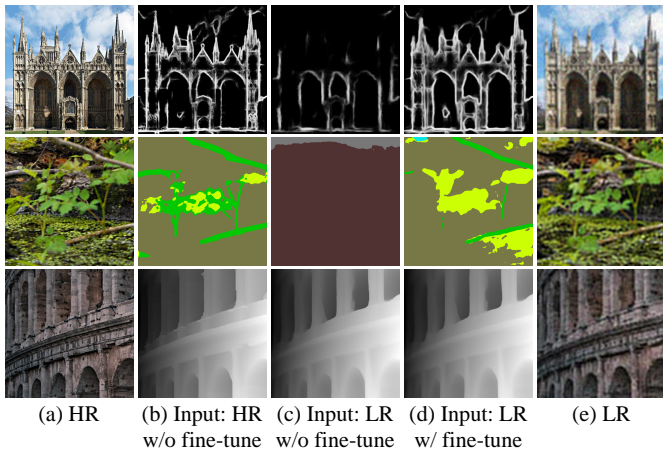 (a) HR
(b) Input: HR
w/o fine-tune
(c) Input: LR
w/o fine-tune
(d) Input: LR
w/ fine-tune
(e) LR